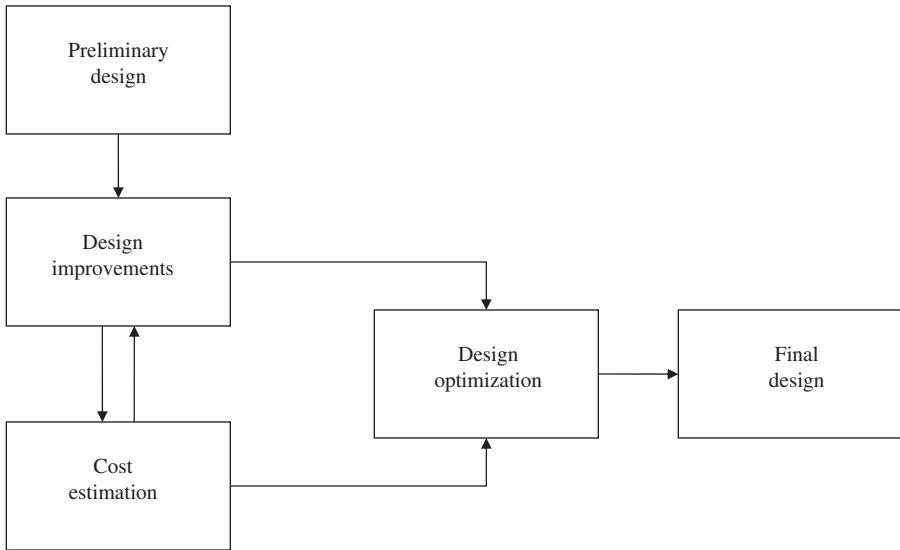 Preliminary
design
Design
improvements
Design
optimization
Final
design
Cost
estimation